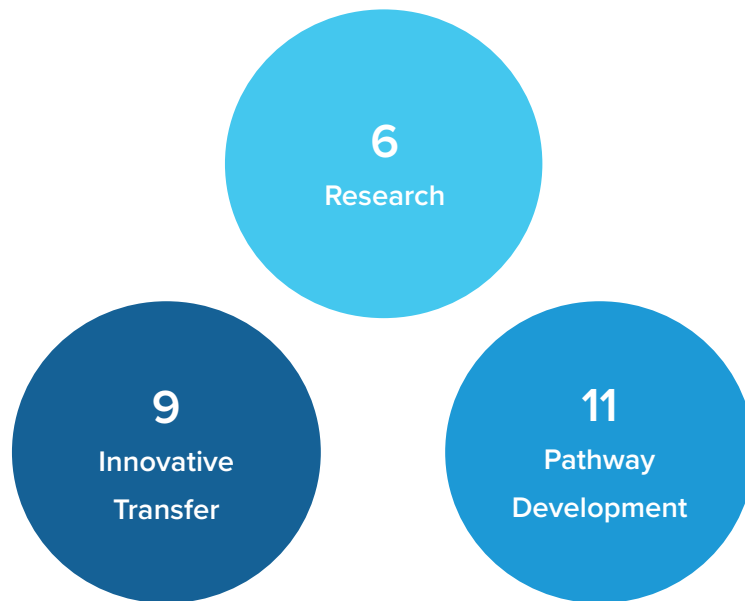 6
Research
9
Innovative
Transfer
11
Pathway
Development